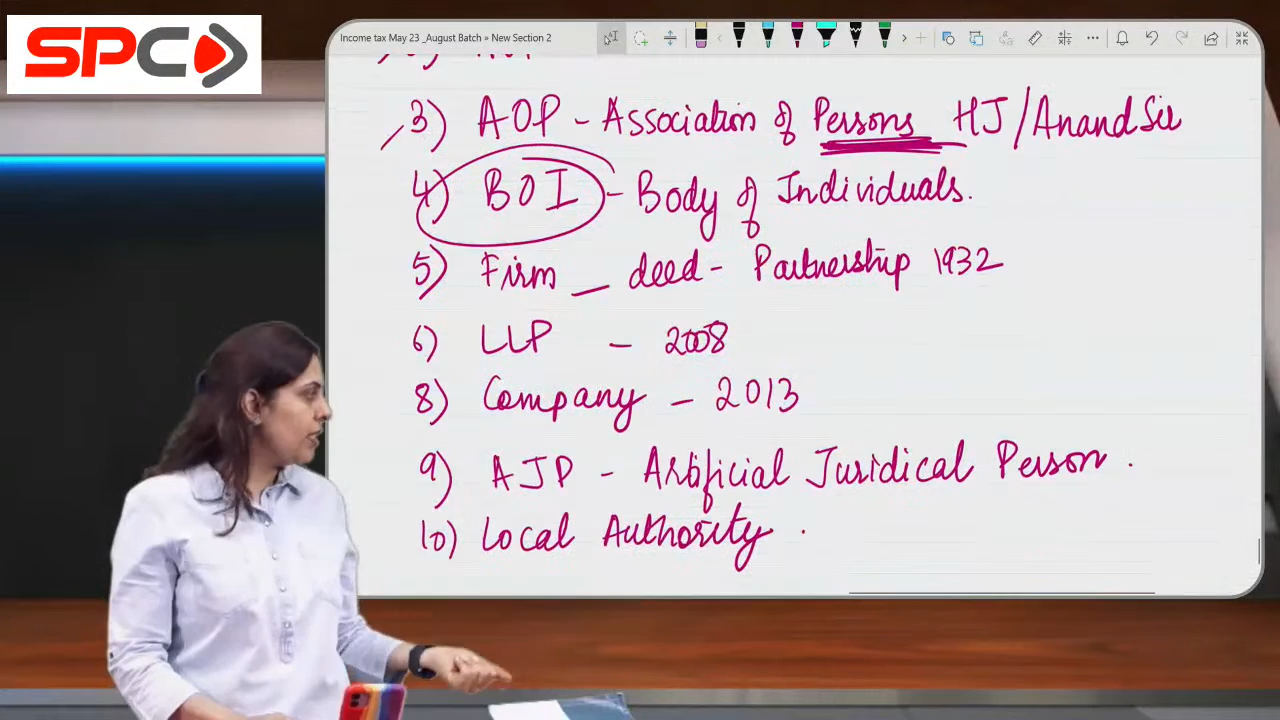 SPC
Income tax May 23 _August Batch » New Section 2
3) AOP - Association of Persons HJ/Anand Sir
4) BOI - Body of Individuals.
5) Firm _ deed - Partnership 1932
6) LLP - 2008
8) Company - 2013
9) AJP - Artificial Juridical Person.
10) Local Authority.